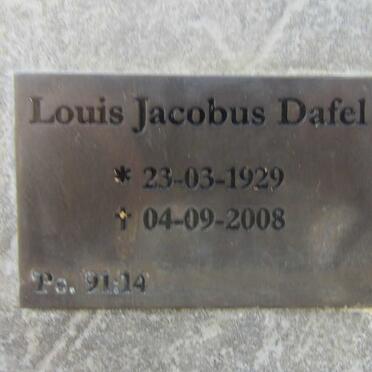 Louis Jacobus Dafel
* 23-03-1929
† 04-09-2008
Ps. 91:14